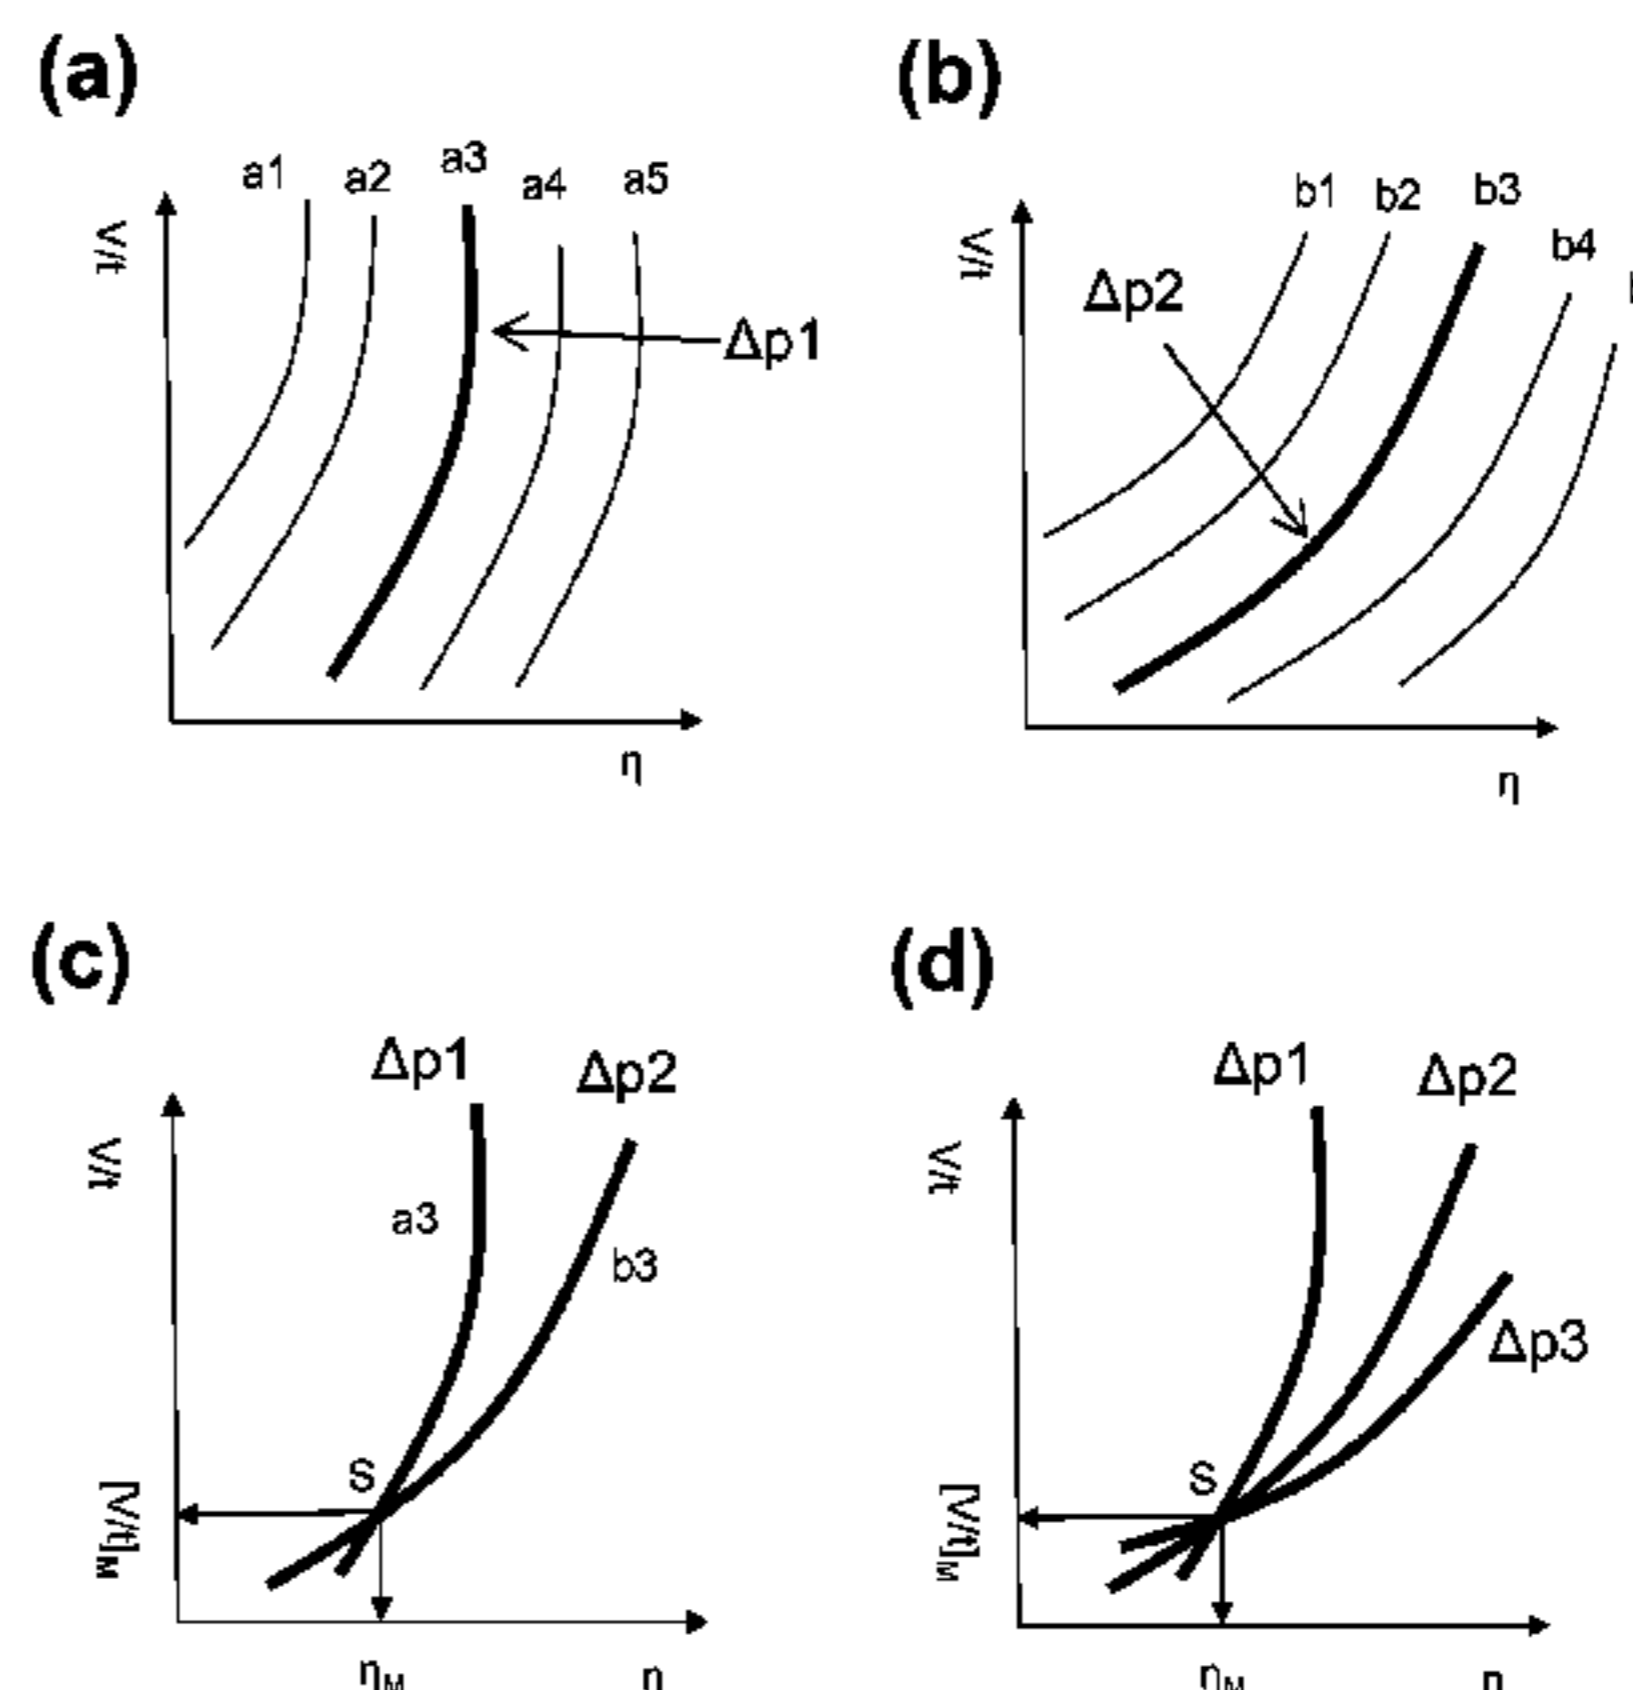 (a)
a1 a2 a3 a4 a5
V/t
Δp1
η
(b)
b1 b2 b3 b4
V/t
Δp2
η
(c)
Δp1 Δp2
V/t
a3
b3
S
[V/t]M
ηM η
(d)
Δp1 Δp2
V/t
Δp3
S
[V/t]M
ηM η